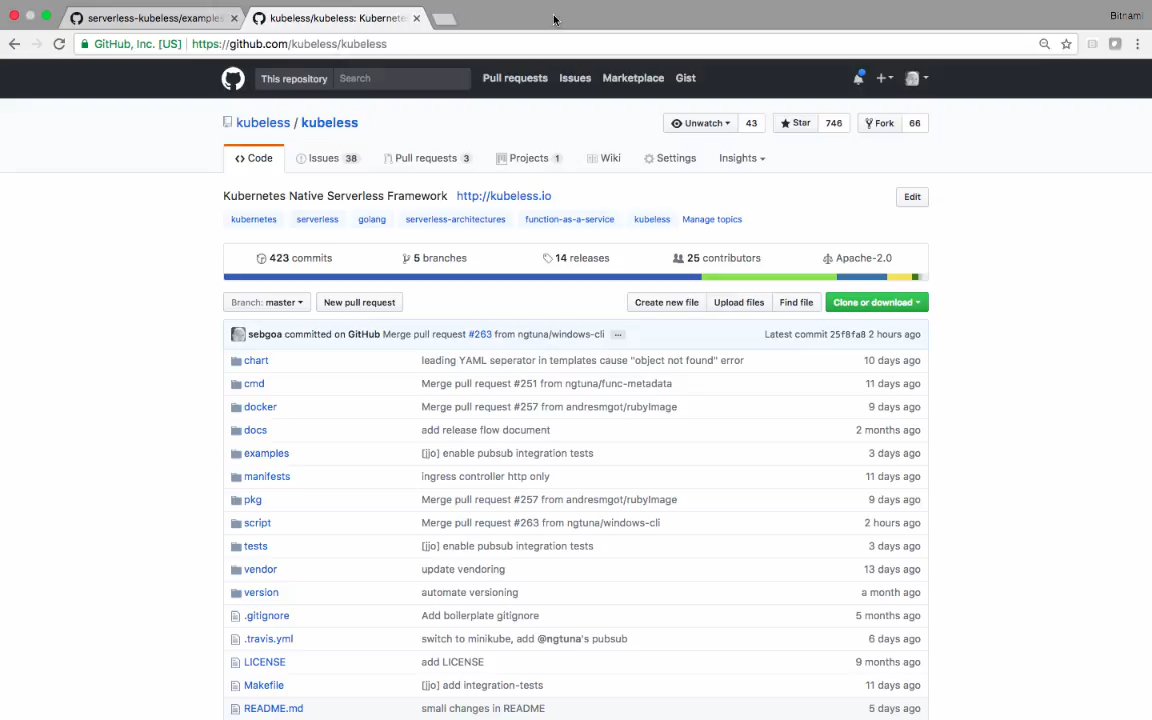 serverless-kubeless/examples
kubeless/kubeless: Kubernetes
Bitnami
GitHub, Inc. [US] https://github.com/kubeless/kubeless
This repository Search Pull requests Issues Marketplace Gist
kubeless / kubeless
Unwatch 43 Star 746 Fork 66
Code Issues 38 Pull requests 3 Projects 1 Wiki Settings Insights
Kubernetes Native Serverless Framework http://kubeless.io Edit
kubernetes serverless golang serverless-architectures function-as-a-service kubeless Manage topics
423 commits 5 branches 14 releases 25 contributors Apache-2.0
Branch: master New pull request Create new file Upload files Find file Clone or download
sebgoa committed on GitHub Merge pull request #263 from ngtuna/windows-cli ... Latest commit 25f8fa8 2 hours ago
chart leading YAML seperator in templates cause "object not found" error 10 days ago
cmd Merge pull request #251 from ngtuna/func-metadata 11 days ago
docker Merge pull request #257 from andresmgot/rubyImage 9 days ago
docs add release flow document 2 months ago
examples [jjo] enable pubsub integration tests 3 days ago
manifests ingress controller http only 11 days ago
pkg Merge pull request #257 from andresmgot/rubyImage 9 days ago
script Merge pull request #263 from ngtuna/windows-cli 2 hours ago
tests [jjo] enable pubsub integration tests 3 days ago
vendor update vendoring 13 days ago
version automate versioning a month ago
.gitignore Add boilerplate gitignore 5 months ago
.travis.yml switch to minikube, add @ngtuna's pubsub 6 days ago
LICENSE add LICENSE 9 months ago
Makefile [jjo] add integration-tests 11 days ago
README.md small changes in README 5 days ago